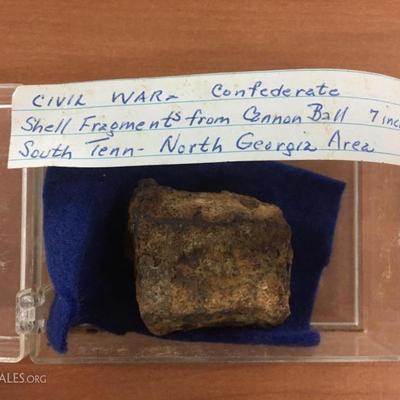 CIVIL WAR- Confederate
Shell Fragments from Cannon Ball 7 inc
South Tenn- North Georgia Area
ALES.ORG